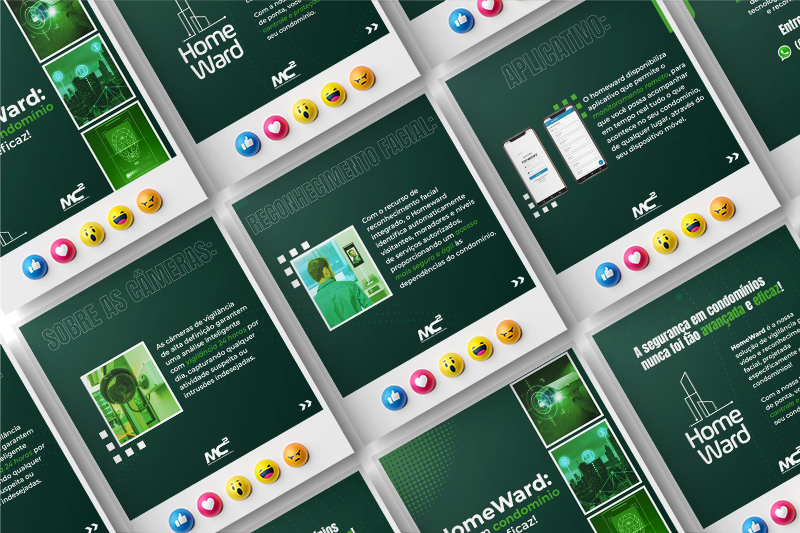 Ward:
condomínio
eficaz!
MC²
Home
Ward
Com a
de ponta, você
controle e proteção
seu condomínio.
MC²
APLICATIVO:
O homeward disponibiliza
aplicativo que permite o
monitoramento remoto, para
que você possa acompanhar
em tempo real tudo o que
acontece no seu condomínio,
de qualquer lugar, através do
seu dispositivo móvel.
MC²
RECONHECIMENTO FACIAL:
Com o recurso de
reconhecimento facial
integrado, o Homeward
identifica automaticamente
visitantes, moradores e níveis
de serviços autorizados,
proporcionando um acesso
mais seguro e ágil às
dependências do condomínio.
MC²
SOBRE AS CÂMERAS:
As câmeras de vigilância
de alta definição garantem
uma análise inteligente
com vigilância 24 horas por
dia, capturando qualquer
atividade suspeita ou
intrusões indesejadas.
MC²
vigilância
garantem
inteligente
24 horas por
qualquer
suspeita ou
indesejadas.
HomeWard:
condomínio
eficaz!
A segurança em condomínios
nunca foi tão avançada e eficaz!
HomeWard é a nossa
solução de vigilância
vídeo e reconhecimento
facial, projetada
especificamente
condomínios!
Com a nossa
de ponta, você
controle e
seu condomínio.
Home
Ward